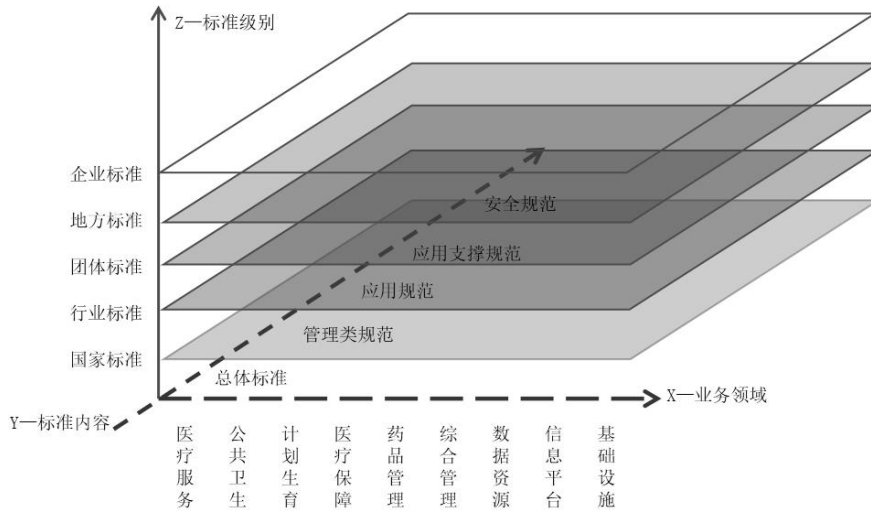 Z—标准级别
企业标准
地方标准
安全规范
团体标准
应用支撑规范
行业标准
应用规范
管理类规范
国家标准
总体标准
X—业务领域
Y—标准内容
医疗服务
公共卫生
计划生育
医疗保障
药品管理
综合管理
数据资源
信息平台
基础设施